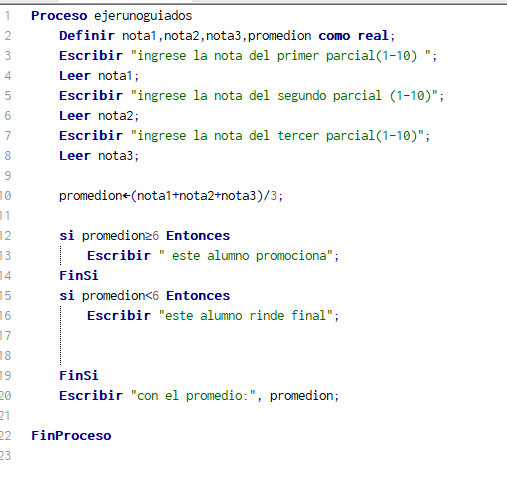 1 Proceso ejerunoguiados
2 Definir nota1,nota2,nota3,promedion como real;
3 Escribir "ingrese la nota del primer parcial(1-10) ";
4 Leer nota1;
5 Escribir "ingrese la nota del segundo parcial (1-10)";
6 Leer nota2;
7 Escribir "ingrese la nota del tercer parcial(1-10)";
8 Leer nota3;
9
10 promedion←(nota1+nota2+nota3)/3;
11
12 si promedion≥6 Entonces
13 Escribir " este alumno promociona";
14 FinSi
15 si promedion<6 Entonces
16 Escribir "este alumno rinde final";
17
18
19 FinSi
20 Escribir "con el promedio:", promedion;
21
22 FinProceso
23